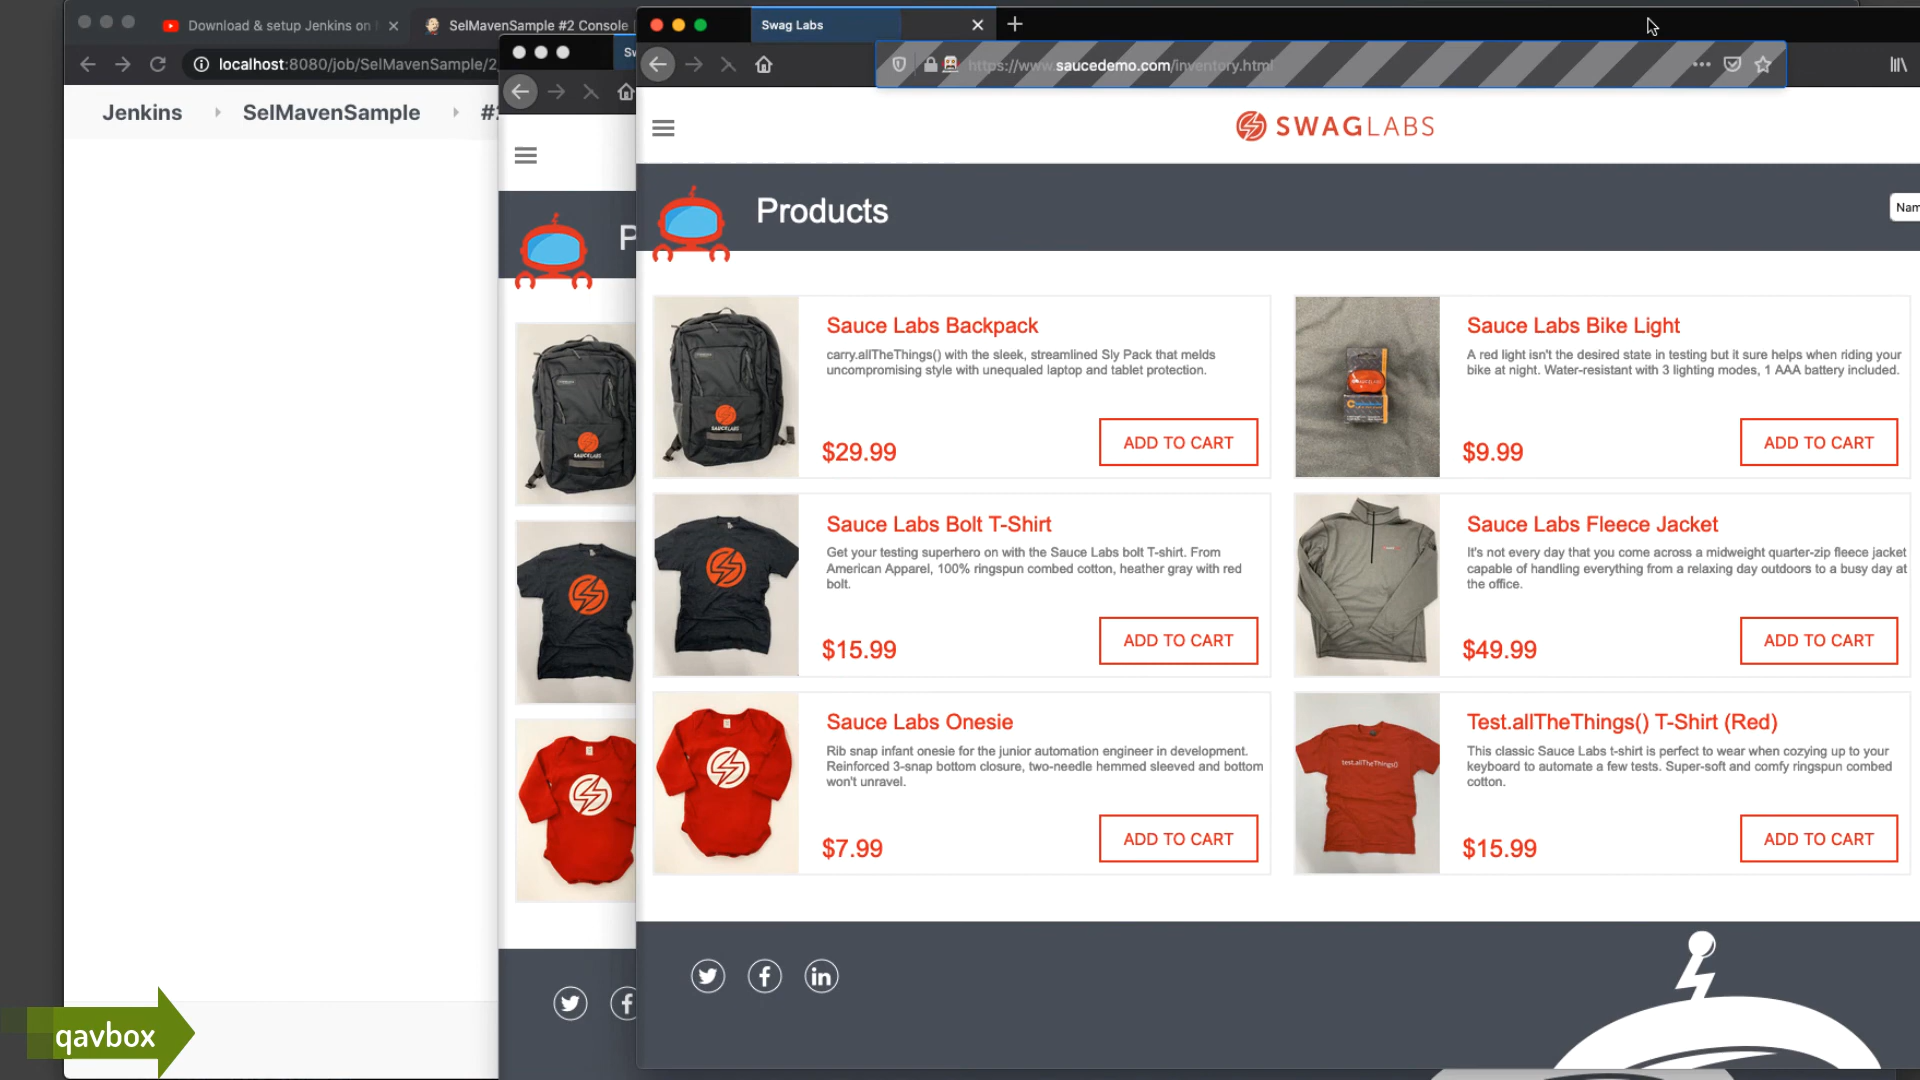 Download & setup Jenkins on
SelMavenSample #2 Console
localhost:8080/job/SelMavenSample/2
Jenkins
SelMavenSample
Swag Labs
https://www.saucedemo.com/inventory.html
SWAGLABS
Products
Sauce Labs Backpack
carry.allTheThings() with the sleek, streamlined Sly Pack that melds
uncompromising style with unequaled laptop and tablet protection.
$29.99
ADD TO CART
Sauce Labs Bike Light
A red light isn't the desired state in testing but it sure helps when riding your
bike at night. Water-resistant with 3 lighting modes, 1 AAA battery included.
$9.99
ADD TO CART
Sauce Labs Bolt T-Shirt
Get your testing superhero on with the Sauce Labs bolt T-shirt. From
American Apparel, 100% ringspun combed cotton, heather gray with red
bolt.
$15.99
ADD TO CART
Sauce Labs Fleece Jacket
It's not every day that you come across a midweight quarter-zip fleece jacket
capable of handling everything from a relaxing day outdoors to a busy day at
the office.
$49.99
ADD TO CART
Sauce Labs Onesie
Rib snap infant onesie for the junior automation engineer in development.
Reinforced 3-snap bottom closure, two-needle hemmed sleeved and bottom
won't unravel.
$7.99
ADD TO CART
Test.allTheThings() T-Shirt (Red)
This classic Sauce Labs t-shirt is perfect to wear when cozying up to your
keyboard to automate a few tests. Super-soft and comfy ringspun combed
cotton.
test.allTheThings()
$15.99
ADD TO CART
qavbox